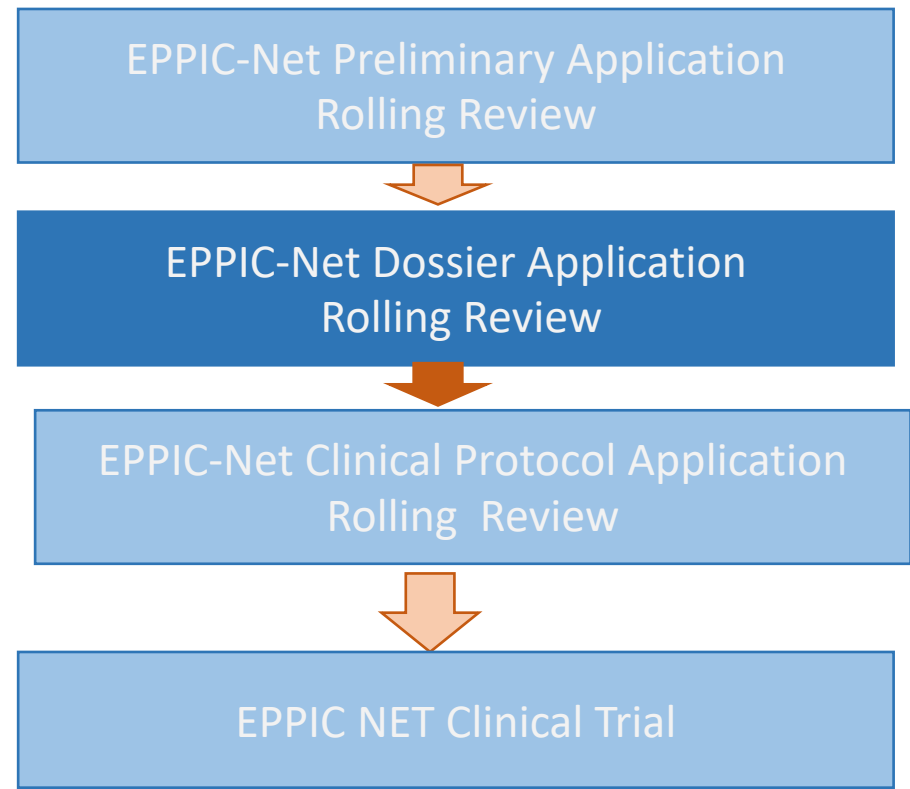 EPPIC-Net Preliminary Application
Rolling Review
EPPIC-Net Dossier Application
Rolling Review
EPPIC-Net Clinical Protocol Application
Rolling  Review
EPPIC NET Clinical Trial